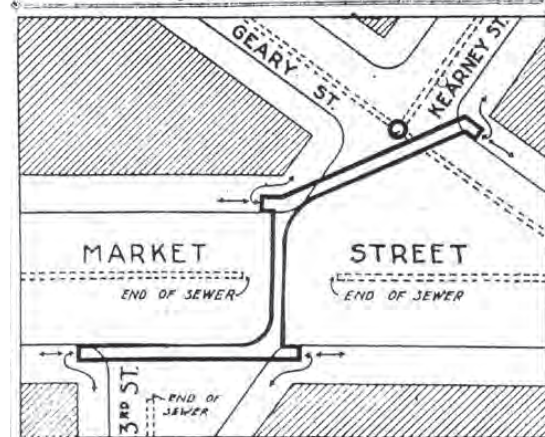 GEARY ST.
KEARNEY ST.
MARKET STREET
END OF SEWER
END OF SEWER
3RD ST.
END OF
SEWER